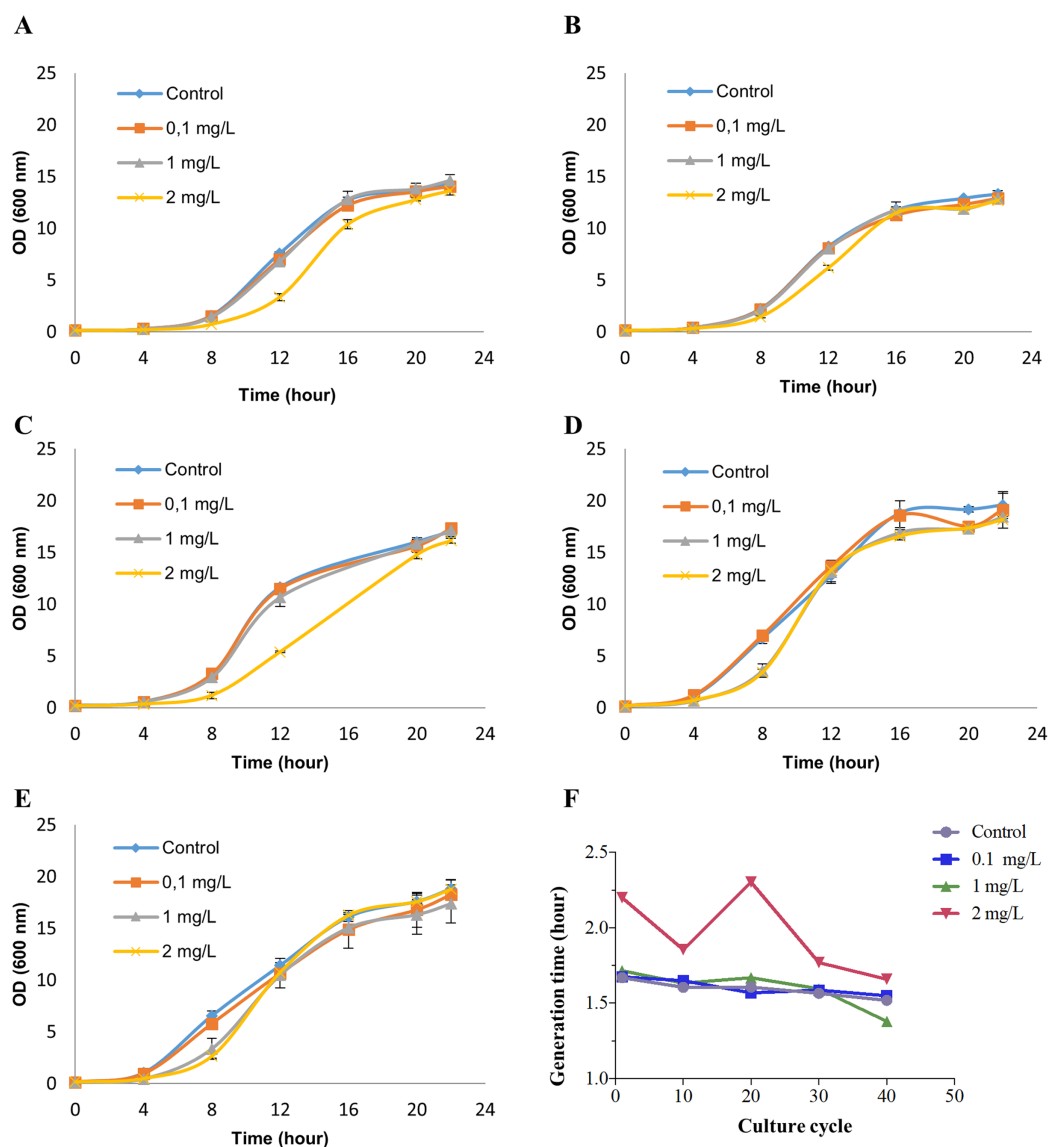 A
25
20
15
10
5
0
OD (600 nm)
Control
0,1 mg/L
1 mg/L
2 mg/L
0 4 8 12 16 20 24
Time (hour)
B
25
20
15
10
5
0
OD (600 nm)
Control
0,1 mg/L
1 mg/L
2 mg/L
0 4 8 12 16 20 24
Time (hour)
C
25
20
15
10
5
0
OD (600 nm)
Control
0,1 mg/L
1 mg/L
2 mg/L
0 4 8 12 16 20 24
Time (hour)
D
25
20
15
10
5
0
OD (600 nm)
Control
0,1 mg/L
1 mg/L
2 mg/L
0 4 8 12 16 20 24
Time (hour)
E
25
20
15
10
5
0
OD (600 nm)
Control
0,1 mg/L
1 mg/L
2 mg/L
0 4 8 12 16 20 24
Time (hour)
F
Control
0.1 mg/L
1 mg/L
2 mg/L
2.5
2.0
1.5
1.0
Generation time (hour)
0 10 20 30 40 50
Culture cycle